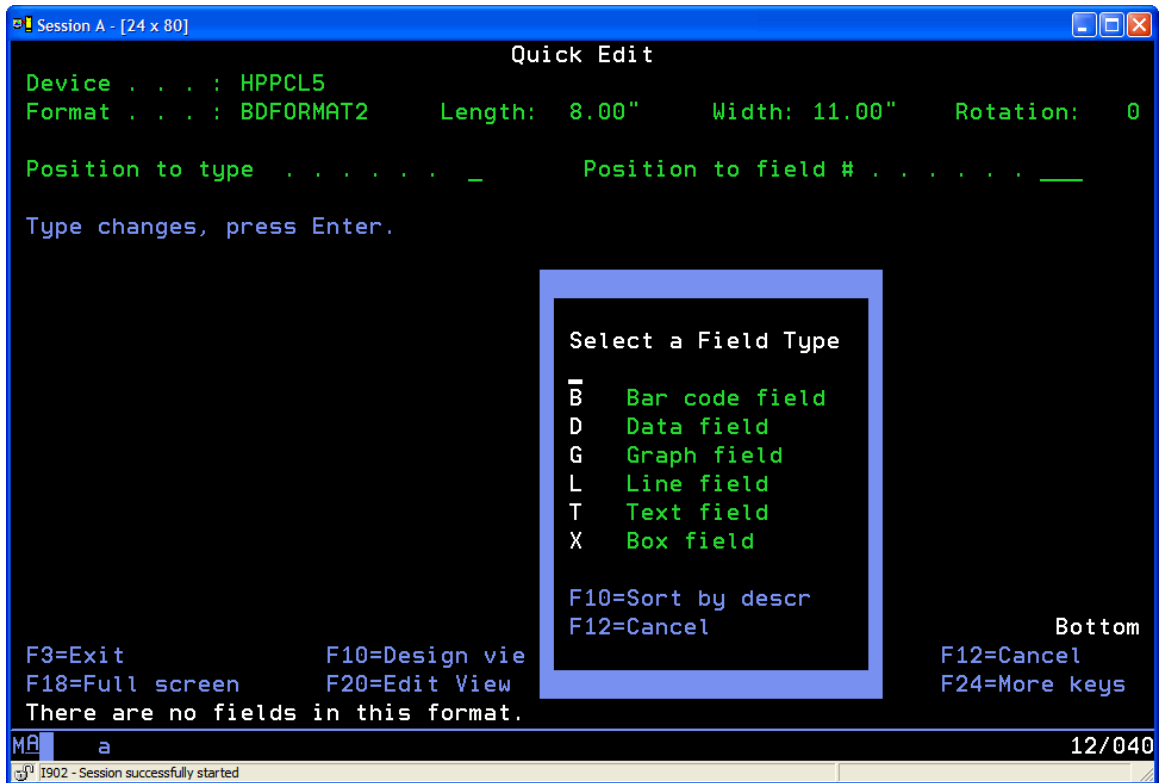 Session A - [24 x 80]
Quick Edit
Device . . . : HPPCL5
Format . . . : BDFORMAT2 Length: 8.00" Width: 11.00" Rotation: 0
Position to type . . . . . . _ Position to field # . . . . . . ___
Type changes, press Enter.
Select a Field Type
_
B Bar code field
D Data field
G Graph field
L Line field
T Text field
X Box field
F10=Sort by descr
F12=Cancel
Bottom
F3=Exit F10=Design vie F12=Cancel
F18=Full screen F20=Edit View F24=More keys
There are no fields in this format.
MA a 12/040
I902 - Session successfully started